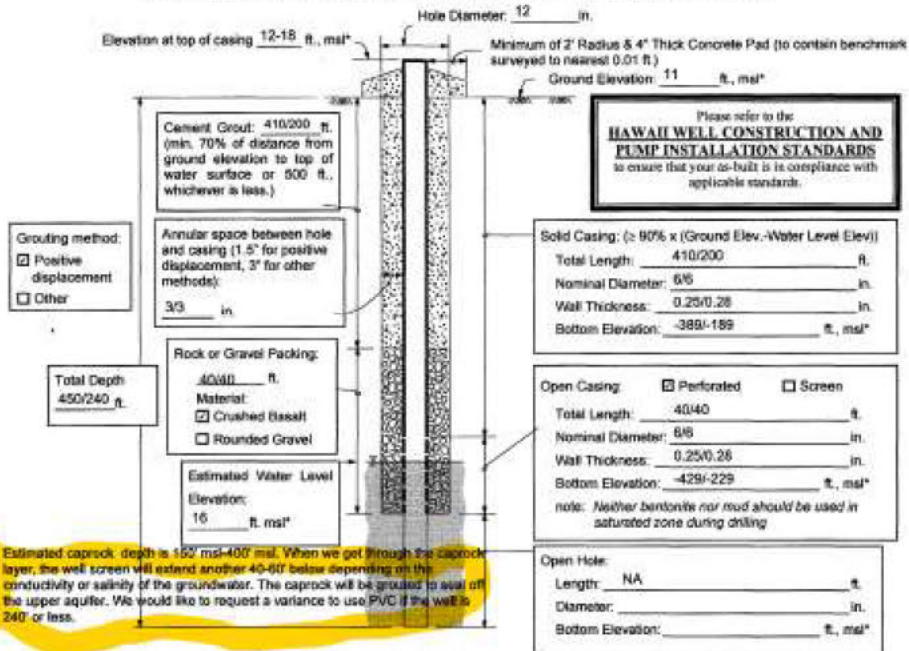 Hole Diameter: 12 in.
Elevation at top of casing 12-18 ft., msl*
Minimum of 2' Radius & 4" Thick Concrete Pad (to contain benchmark
surveyed to nearest 0.01 ft.)
Ground Elevation: 11 ft., msl*
Please refer to the
HAWAII WELL CONSTRUCTION AND
PUMP INSTALLATION STANDARDS
to ensure that your as-built is in compliance with
applicable standards.
Cement Grout: 410/200 ft.
(min. 70% of distance from
ground elevation to top of
water surface or 500 ft.,
whichever is less.)
Grouting method:
☑ Positive
displacement
☐ Other
Annular space between hole
and casing (1.5" for positive
displacement, 3" for other
methods):
3/3 in.
Solid Casing: (≥ 90% x (Ground Elev.-Water Level Elev))
Total Length: 410/200 ft.
Nominal Diameter: 6/6 in.
Wall Thickness: 0.25/0.28 in.
Bottom Elevation: -389/-189 ft., msl*
Rock or Gravel Packing:
40/40 ft.
Material:
☑ Crushed Basalt
☐ Rounded Gravel
Total Depth
450/240 ft.
Open Casing: ☑ Perforated ☐ Screen
Total Length: 40/40 ft.
Nominal Diameter: 6/6 in.
Wall Thickness: 0.25/0.28 in.
Bottom Elevation: -429/-229 ft., msl*
note: Neither bentonite nor mud should be used in
saturated zone during drilling
Estimated Water Level
Elevation:
16 ft. msl*
Estimated caprock depth is 150' msl-400' msl. When we get through the caprock
layer, the well screen will extend another 40-60' below depending on the
conductivity or salinity of the groundwater. The caprock will be grouted to seal off
the upper aquifer. We would like to request a variance to use PVC if the well is
240' or less.
Open Hole:
Length: NA ft.
Diameter: in.
Bottom Elevation: ft., msl*